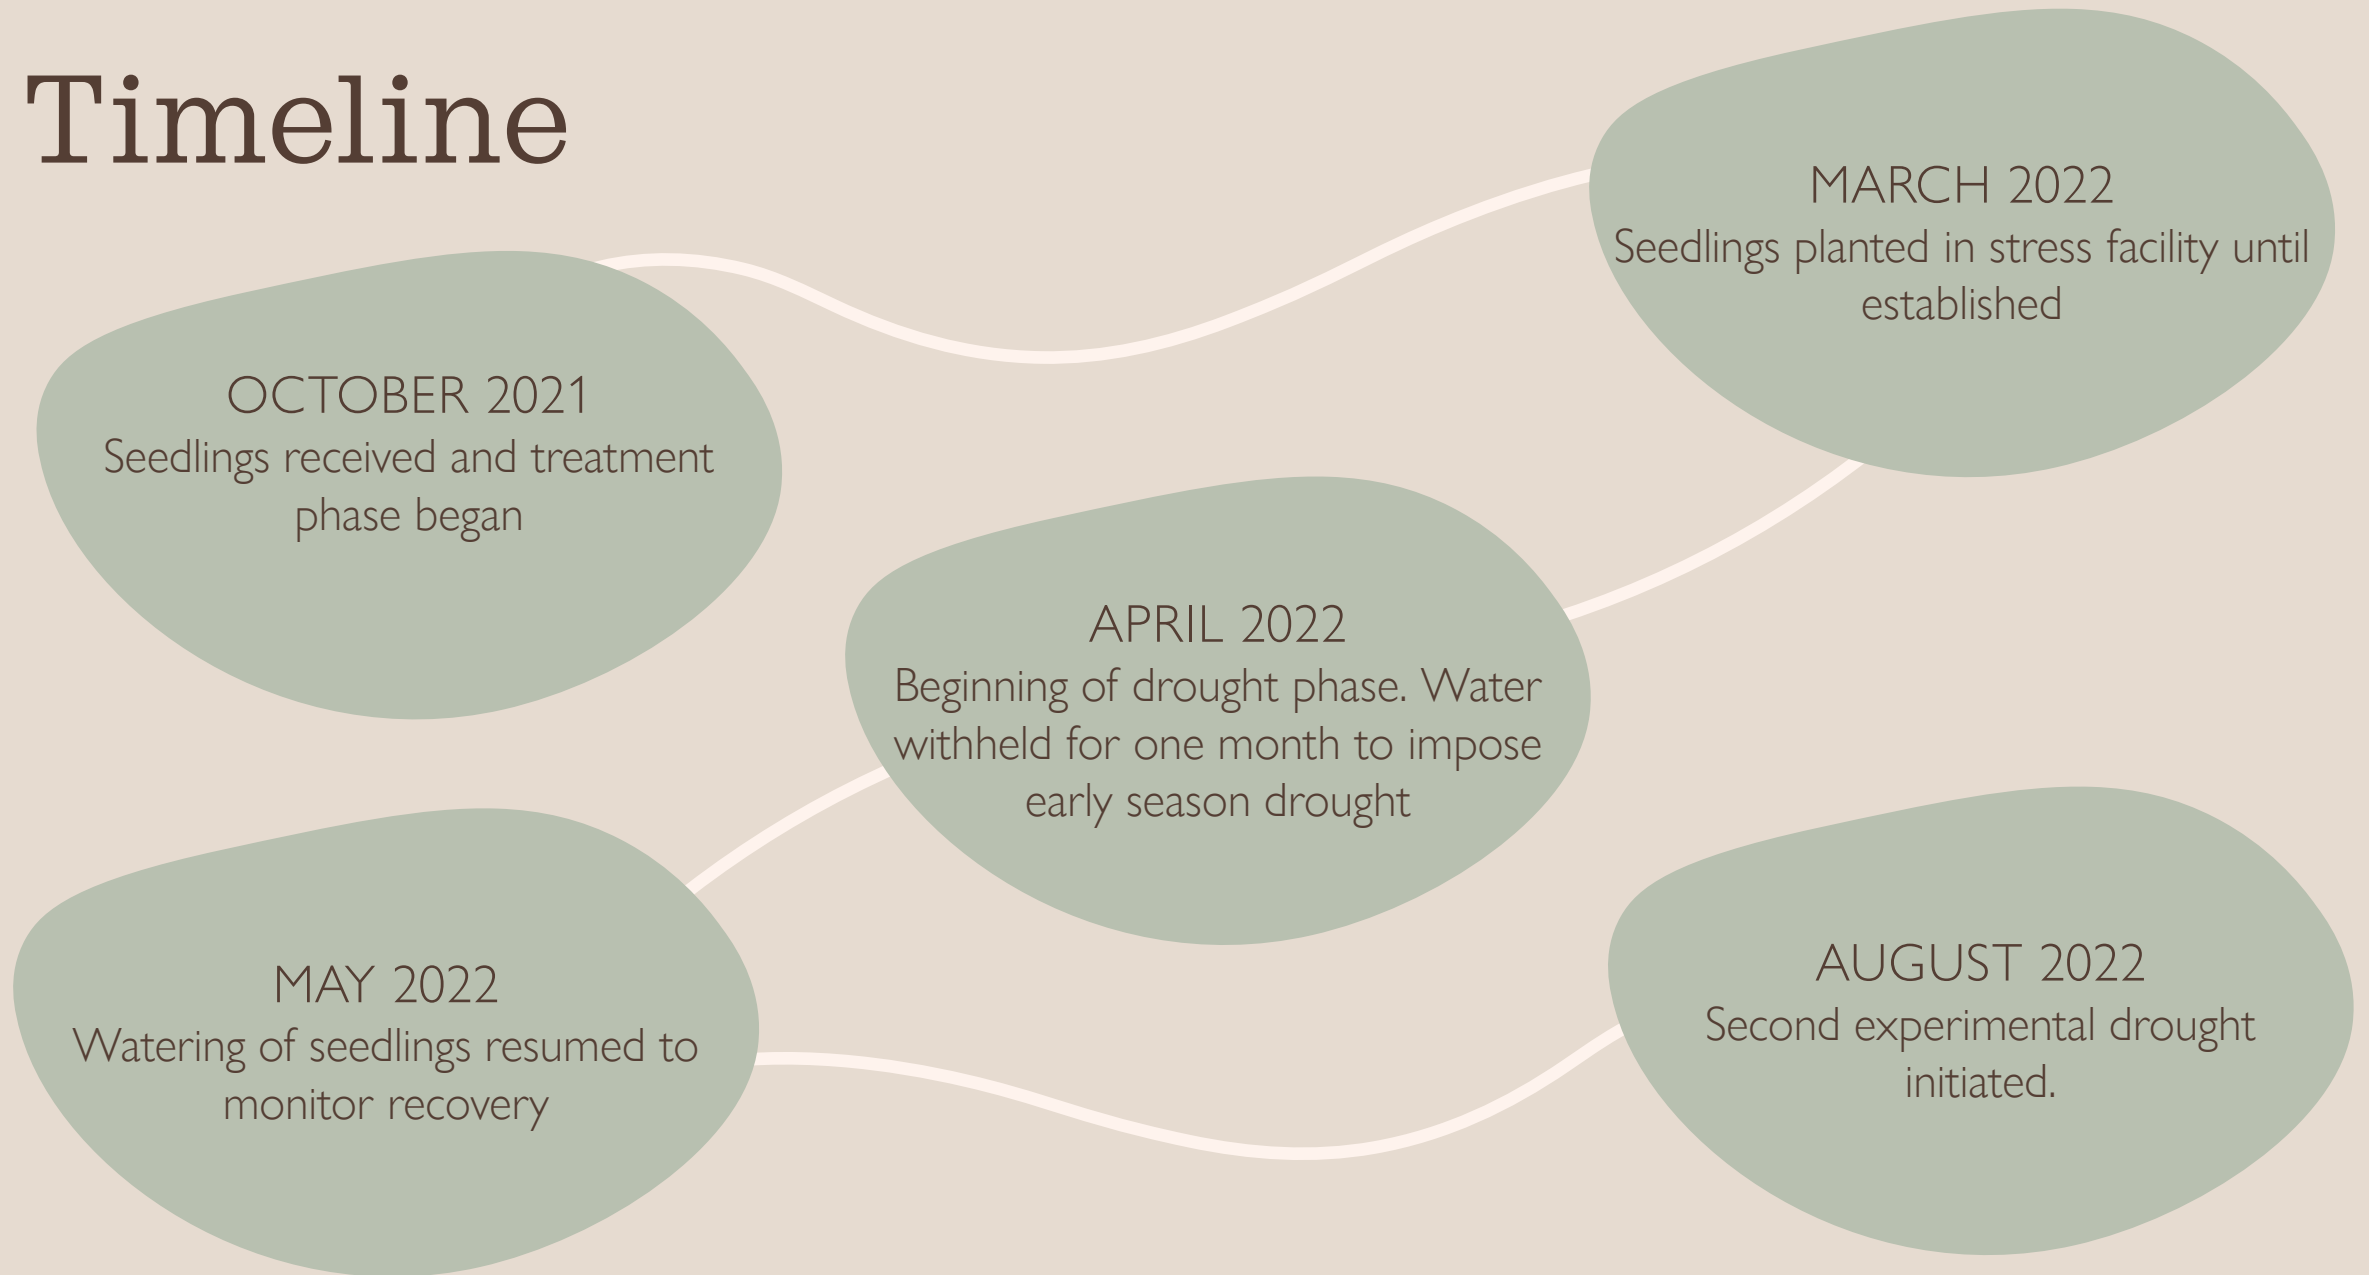 Timeline
OCTOBER 2021
Seedlings received and treatment
phase began
MARCH 2022
Seedlings planted in stress facility until
established
APRIL 2022
Beginning of drought phase. Water
withheld for one month to impose
early season drought
MAY 2022
Watering of seedlings resumed to
monitor recovery
AUGUST 2022
Second experimental drought
initiated.